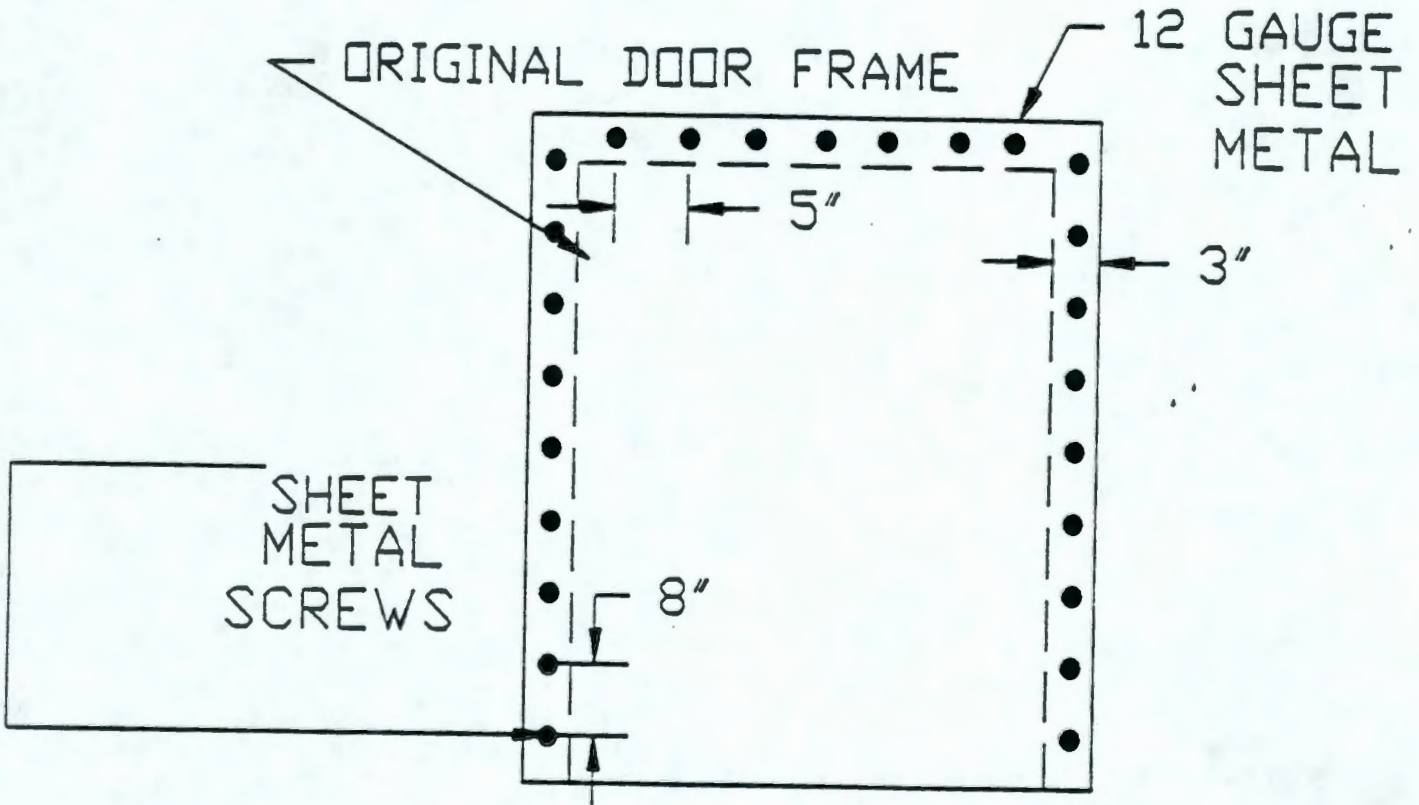 12 GAUGE
SHEET
METAL
ORIGINAL DOOR FRAME
5"
3"
SHEET
METAL
SCREWS
8"